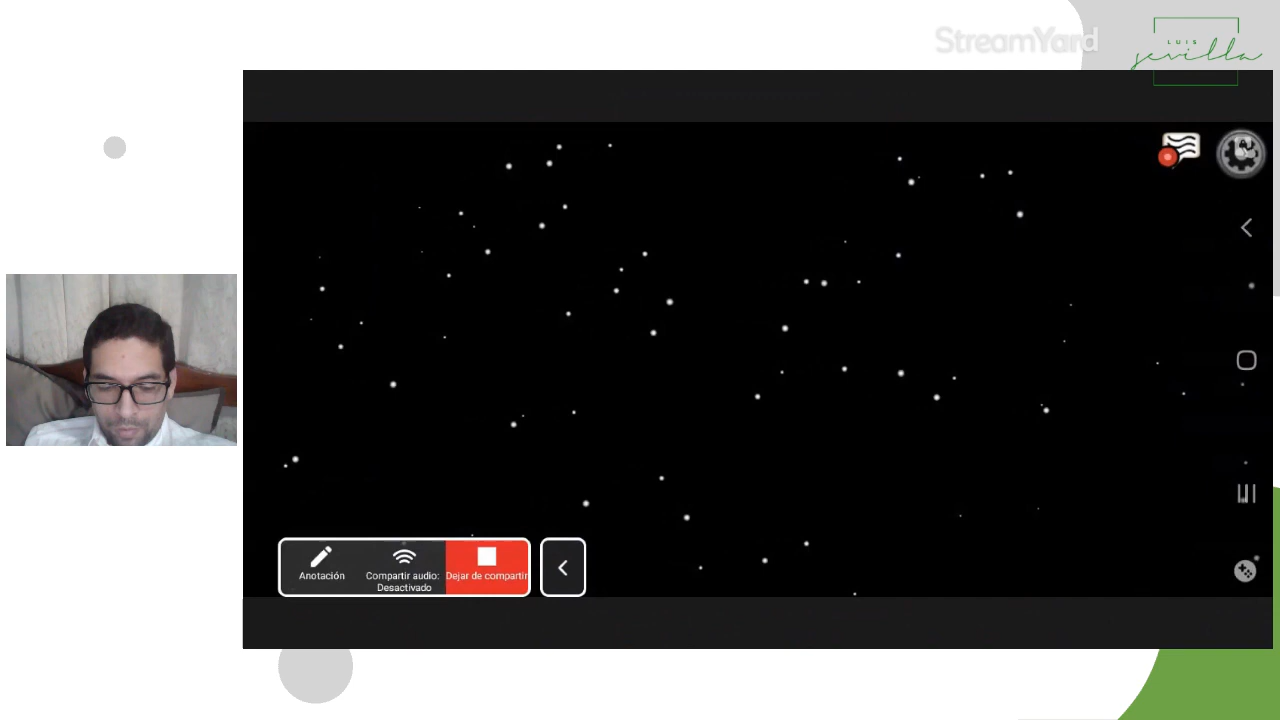 StreamYard
LUIS
sevilla
Anotación
Compartir audio:
Desactivado
Dejar de compartir